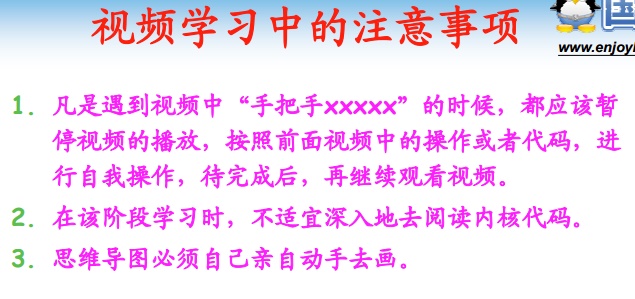 视频学习中的注意事项
国
www.enjoy
1. 凡是遇到视频中“手把手xxxxx”的时候，都应该暂
停视频的播放，按照前面视频中的操作或者代码，进
行自我操作，待完成后，再继续观看视频。
2. 在该阶段学习时，不适宜深入地去阅读内核代码。
3. 思维导图必须自己亲自动手去画。